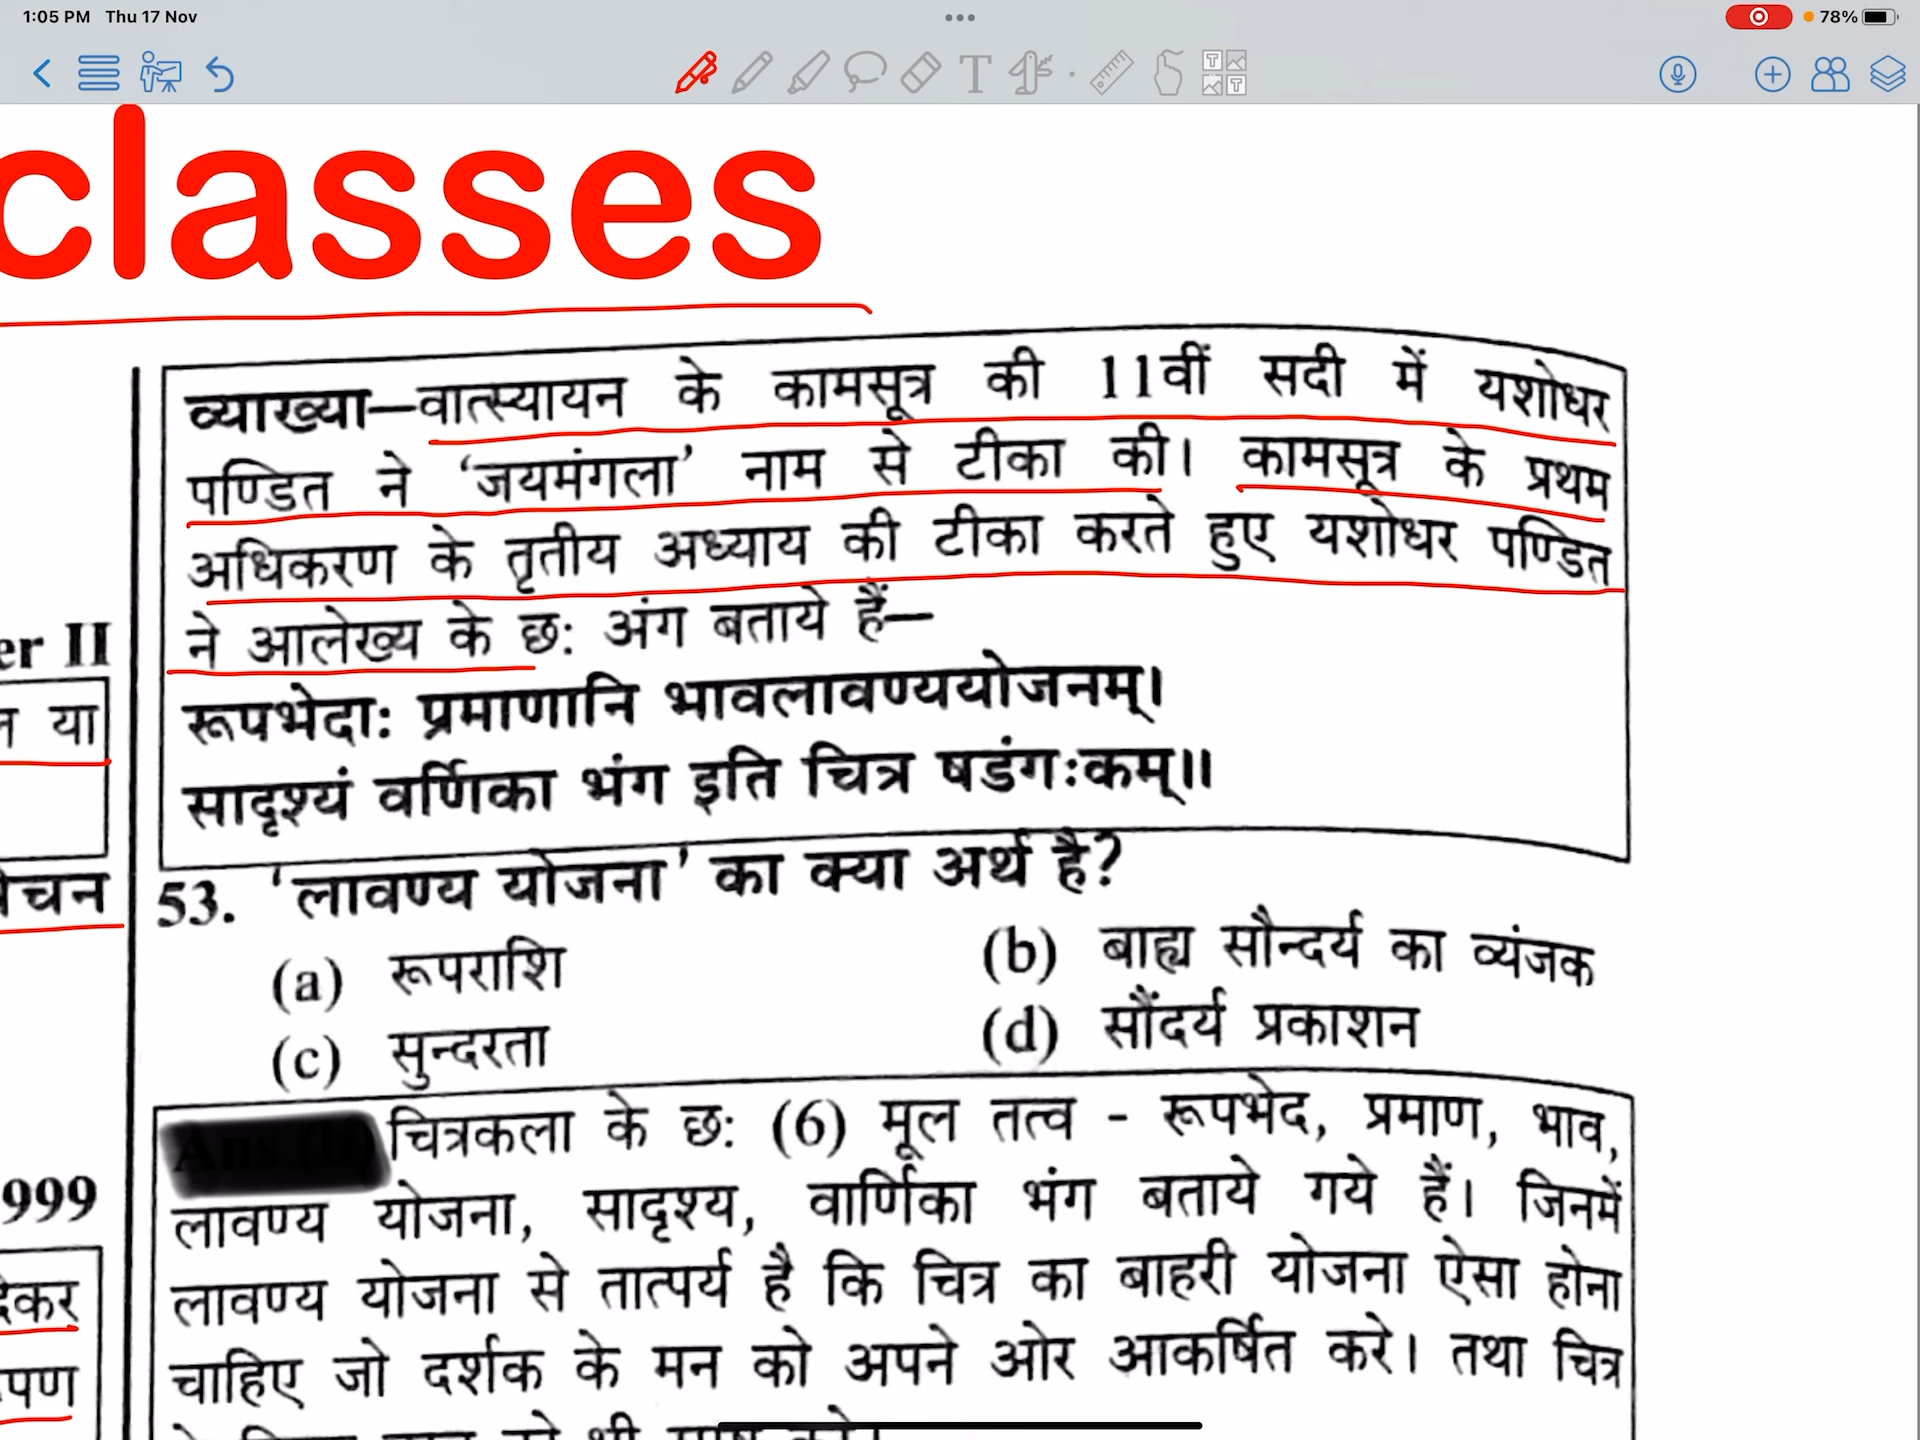 1:05 PM Thu 17 Nov
78%
classes
व्याख्या—वात्स्यायन के कामसूत्र की 11वीं सदी में यशोधर
पण्डित ने ‘जयमंगला’ नाम से टीका की। कामसूत्र के प्रथम
अधिकरण के तृतीय अध्याय की टीका करते हुए यशोधर पण्डित
ने आलेख्य के छः अंग बताये हैं—
रूपभेदाः प्रमाणानि भावलावण्ययोजनम्।
सादृश्यं वर्णिका भंग इति चित्र षडंगःकम्॥
53. ‘लावण्य योजना’ का क्या अर्थ है?
(a) रूपराशि (b) बाह्य सौन्दर्य का व्यंजक
(c) सुन्दरता (d) सौंदर्य प्रकाशन
चित्रकला के छः (6) मूल तत्व - रूपभेद, प्रमाण, भाव,
लावण्य योजना, सादृश्य, वार्णिका भंग बताये गये हैं। जिनमें
लावण्य योजना से तात्पर्य है कि चित्र का बाहरी योजना ऐसा होना
चाहिए जो दर्शक के मन को अपने ओर आकर्षित करे। तथा चित्र
er II
या
999